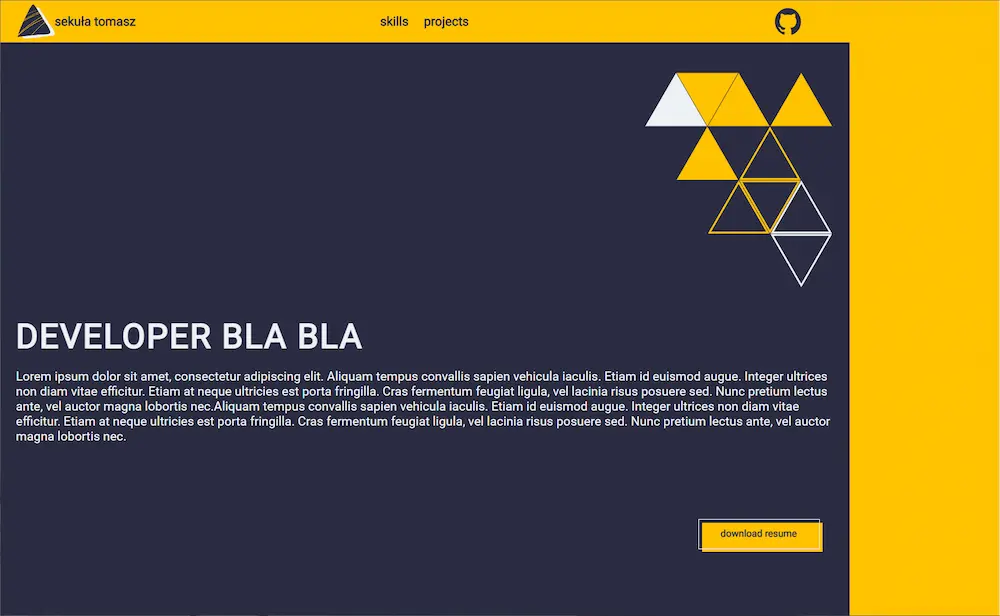 sekuła tomasz
skills projects
DEVELOPER BLA BLA
Lorem ipsum dolor sit amet, consectetur adipiscing elit. Aliquam tempus convallis sapien vehicula iaculis. Etiam id euismod augue. Integer ultrices
non diam vitae efficitur. Etiam at neque ultricies est porta fringilla. Cras fermentum feugiat ligula, vel lacinia risus posuere sed. Nunc pretium lectus
ante, vel auctor magna lobortis nec.Aliquam tempus convallis sapien vehicula iaculis. Etiam id euismod augue. Integer ultrices non diam vitae
efficitur. Etiam at neque ultricies est porta fringilla. Cras fermentum feugiat ligula, vel lacinia risus posuere sed. Nunc pretium lectus ante, vel auctor
magna lobortis nec.
download resume